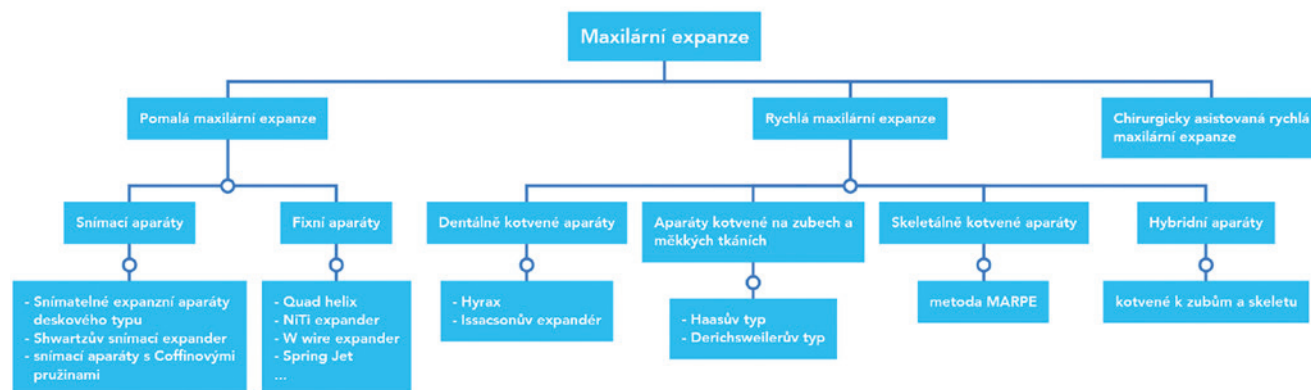 Maxilární expanze
Pomalá maxilární expanze
Rychlá maxilární expanze
Chirurgicky asistovaná rychlá
maxilární expanze
Snímací aparáty
Fixní aparáty
Dentálně kotvené aparáty
Aparáty kotvené na zubech a
měkkých tkáních
Skeletálně kotvené aparáty
Hybridní aparáty
- Snímatelné expanzní aparáty
deskového typu
- Shwartzův snímací expander
- snímací aparáty s Coffinovými
pružinami
- Quad helix
- NiTi expander
- W wire expander
- Spring Jet
...
- Hyrax
- Issacsonův expandér
- Haasův typ
- Derichsweilerův typ
metoda MARPE
kotvené k zubům a skeletu